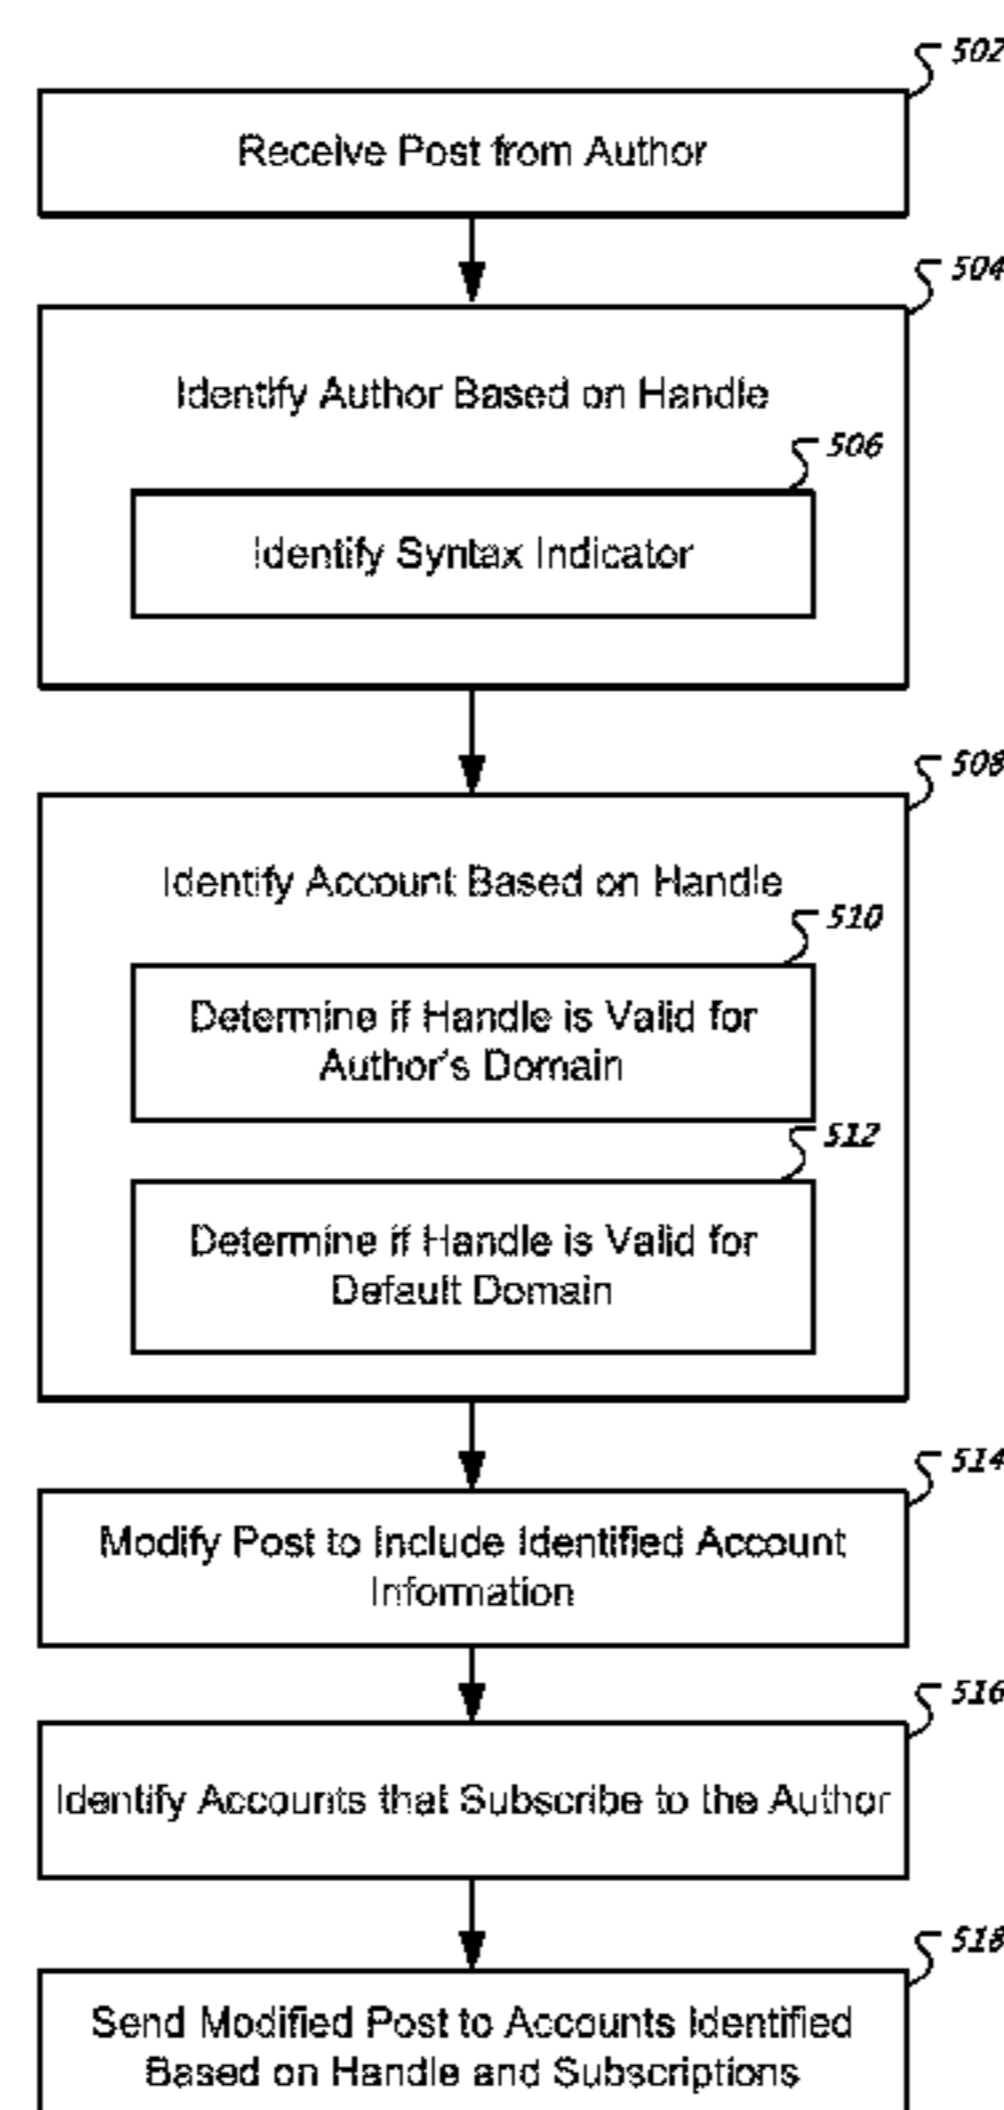 502
Receive Post from Author
504
Identify Author Based on Handle
506
Identify Syntax Indicator
508
Identify Account Based on Handle
510
Determine if Handle is Valid for
Author's Domain
512
Determine if Handle is Valid for
Default Domain
514
Modify Post to Include Identified Account
Information
516
Identify Accounts that Subscribe to the Author
518
Send Modified Post to Accounts Identified
Based on Handle and Subscriptions